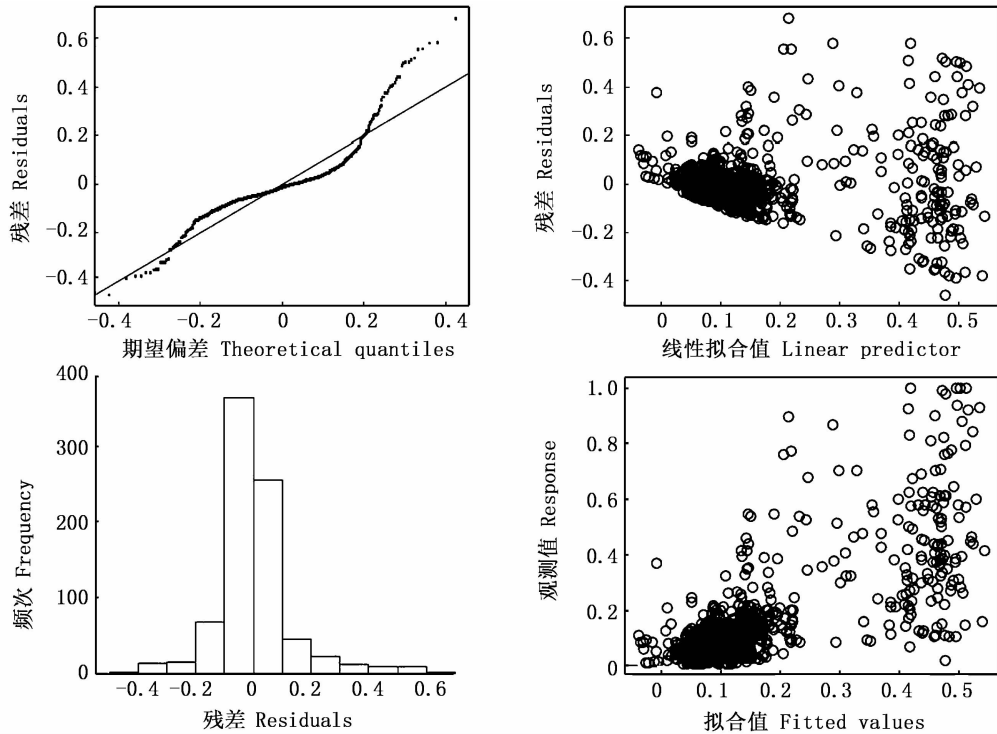 残差 Residuals
0.6
0.4
0.2
0
−0.2
−0.4
−0.4 −0.2 0 0.2 0.4
期望偏差 Theoretical quantiles
残差 Residuals
0.6
0.4
0.2
0
−0.2
−0.4
0 0.1 0.2 0.3 0.4 0.5
线性拟合值 Linear predictor
频次 Frequency
400
300
200
100
0
−0.4 −0.2 0 0.2 0.4 0.6
残差 Residuals
观测值 Response
1.0
0.8
0.6
0.4
0.2
0
0 0.1 0.2 0.3 0.4 0.5
拟合值 Fitted values